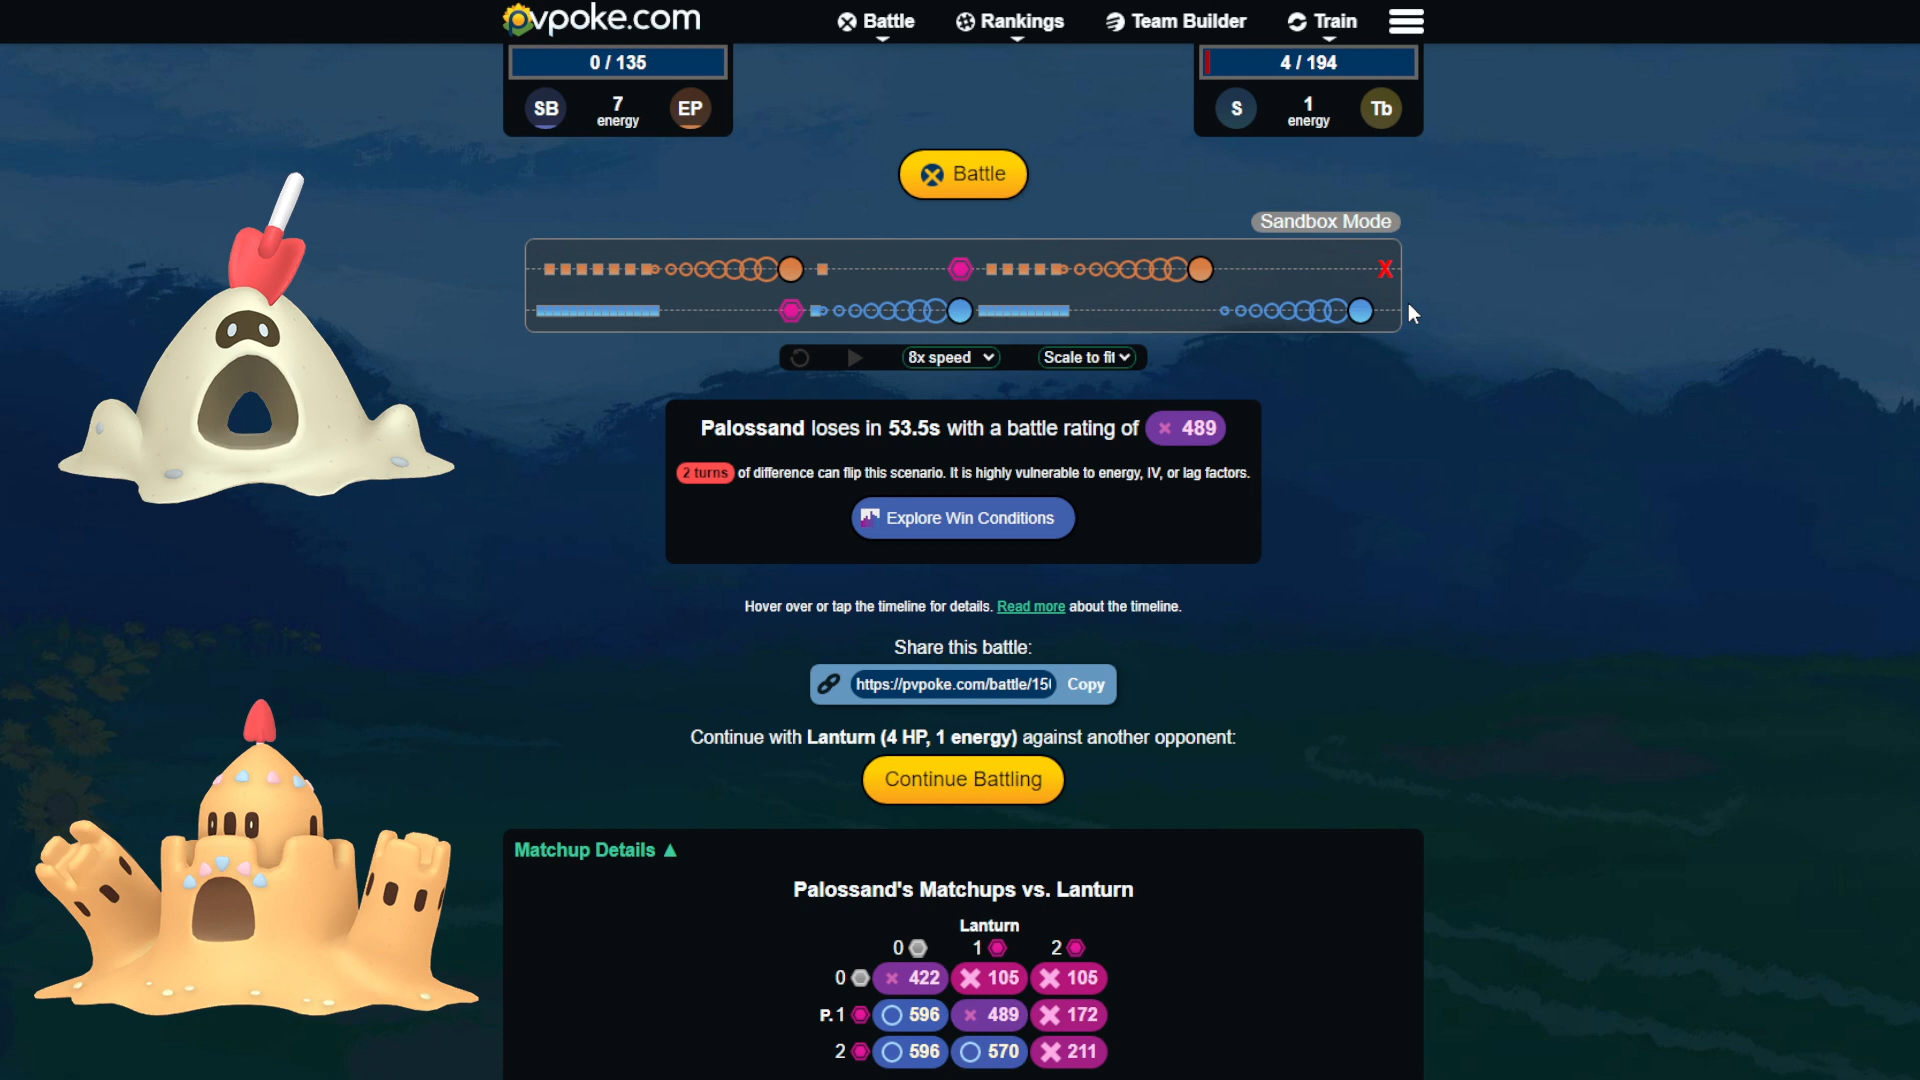 pvpoke.com
Battle
Rankings
Team Builder
Train
0 / 135
4 / 194
SB
7
energy
EP
S
1
energy
Tb
Battle
Sandbox Mode
X
8x speed
Scale to fit
Palossand loses in 53.5s with a battle rating of × 489
2 turns of difference can flip this scenario. It is highly vulnerable to energy, IV, or lag factors.
Explore Win Conditions
Hover over or tap the timeline for details. Read more about the timeline.
Share this battle:
https://pvpoke.com/battle/15
Copy
Continue with Lanturn (4 HP, 1 energy) against another opponent:
Continue Battling
Matchup Details ▲
Palossand's Matchups vs. Lanturn
Lanturn
0 1 2
0 422 105 105
P. 1 596 489 172
2 596 570 211